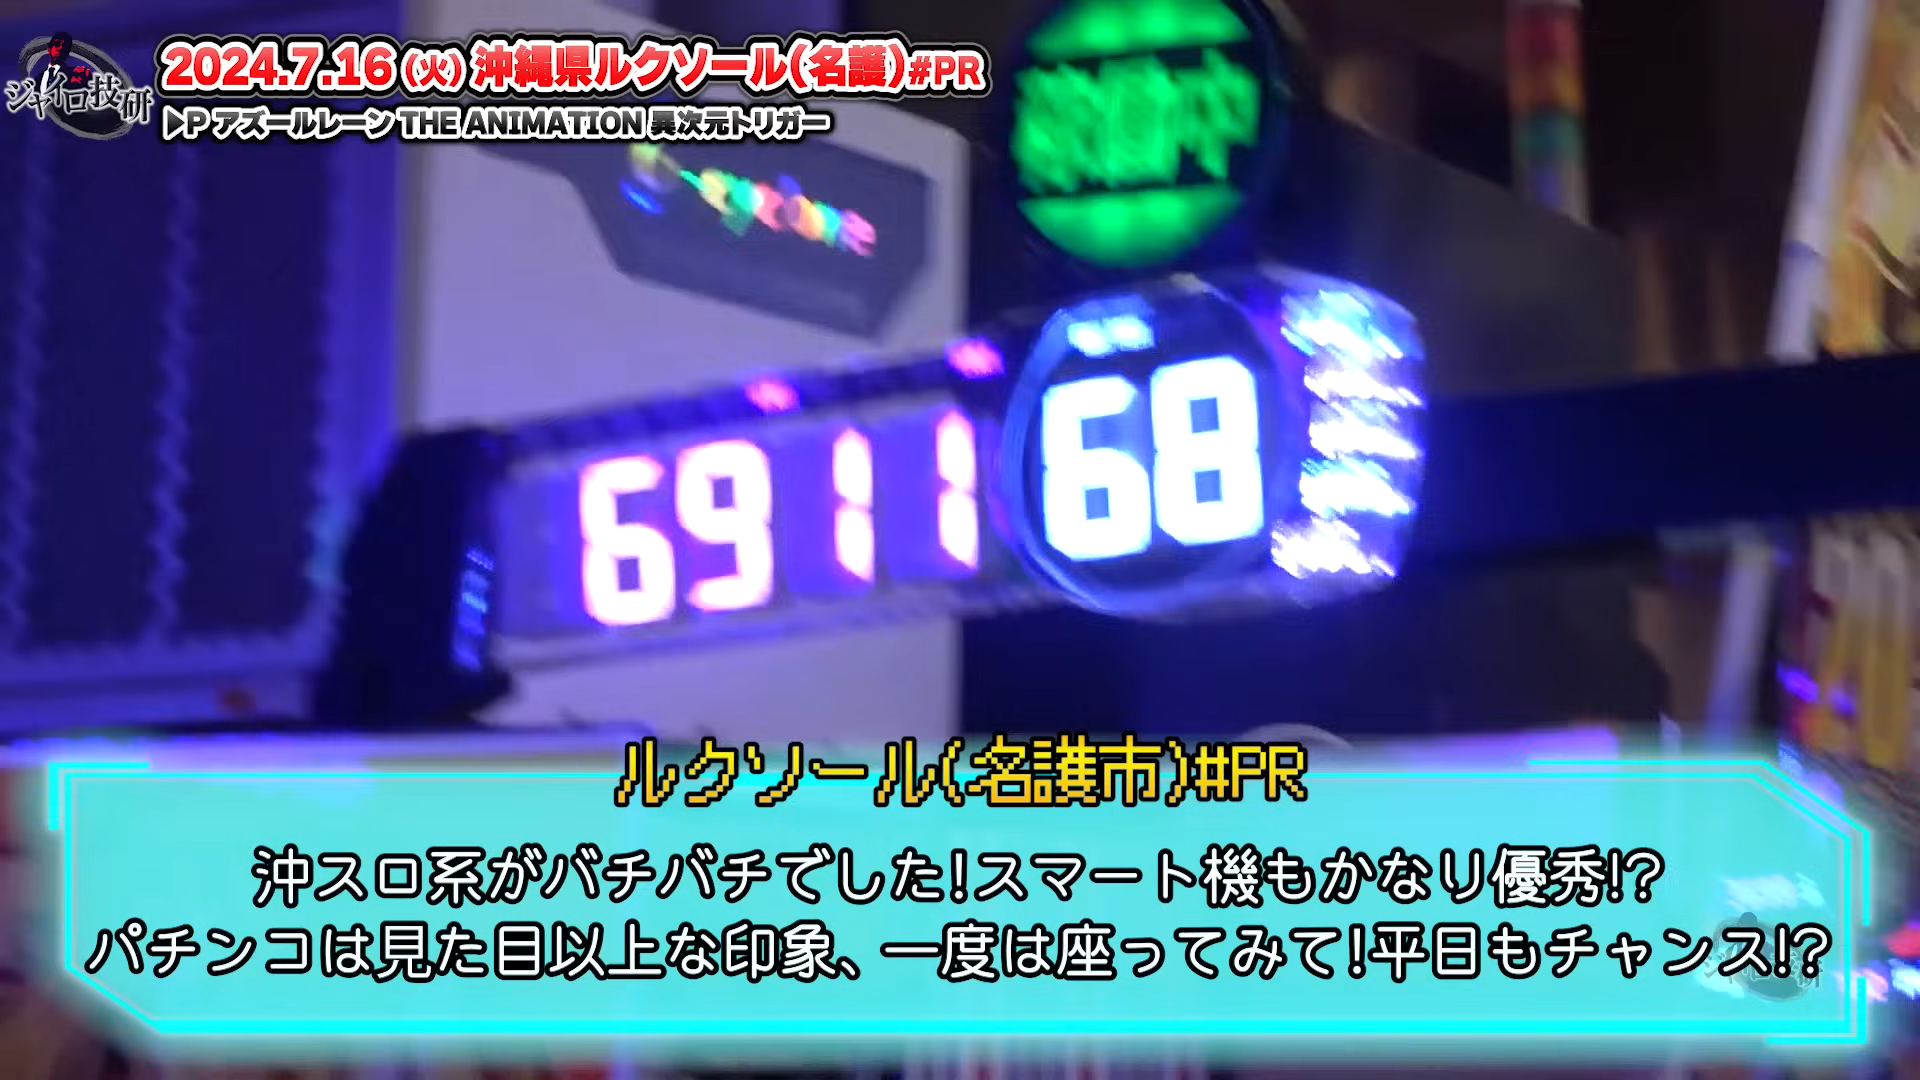 ジャイロ技研
2024.7.16(火) 沖縄県ルクソール(名護)#PR
▶P アズールレーン THE ANIMATION 異次元トリガー
6911
68
ルクソール(名護市)#PR
沖スロ系がバチバチでした!スマート機もかなり優秀!?
パチンコは見た目以上な印象、一度は座ってみて!平日もチャンス!?